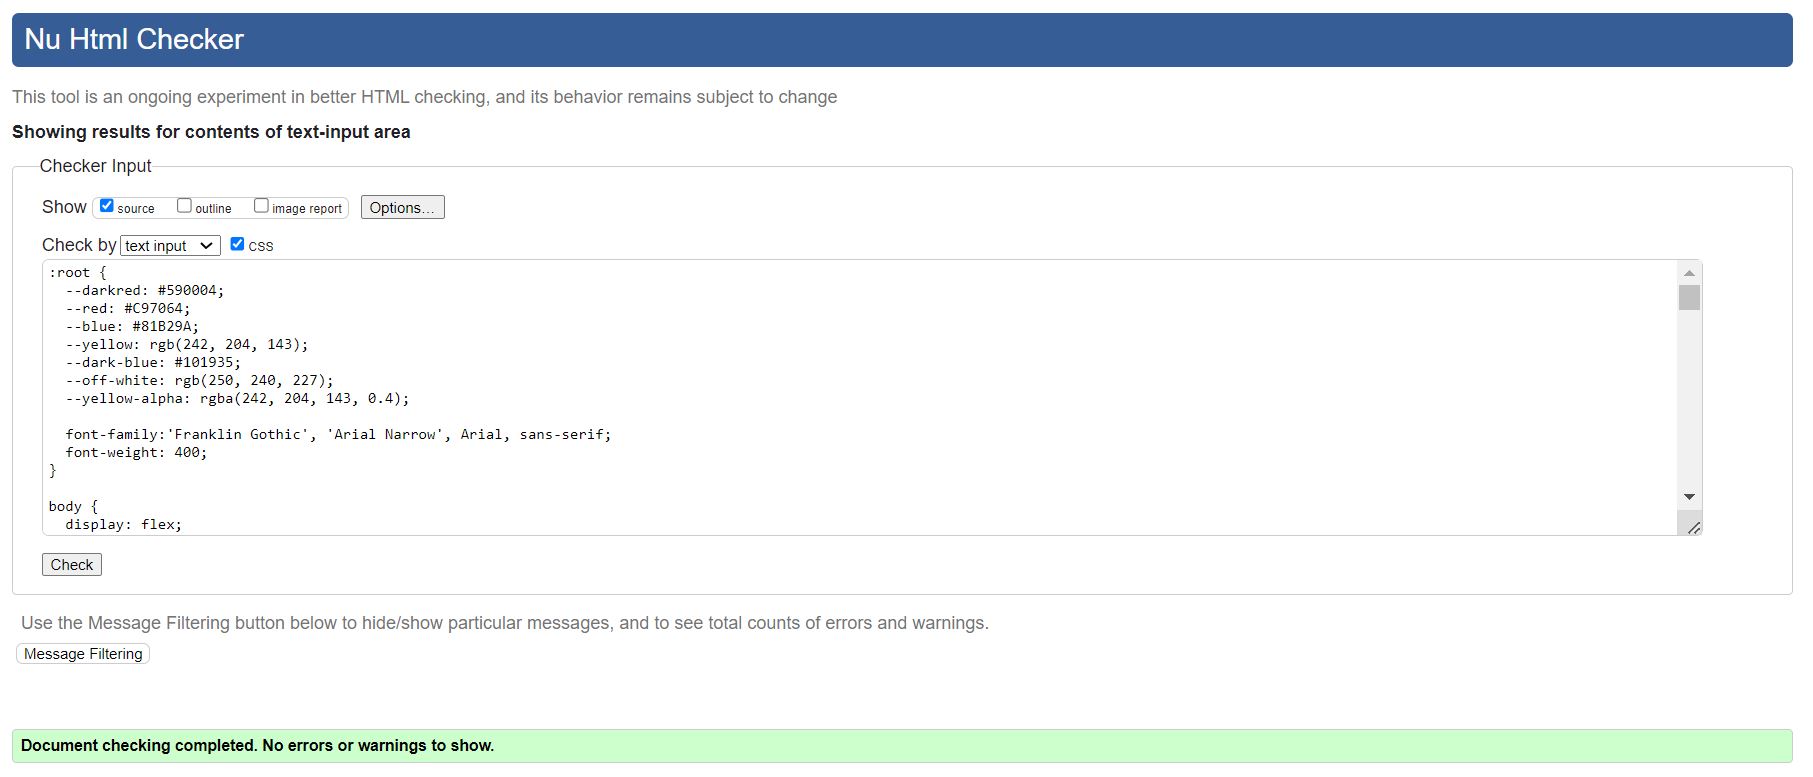 Nu Html Checker
This tool is an ongoing experiment in better HTML checking, and its behavior remains subject to change
Showing results for contents of text-input area
Checker Input
Show source outline image report Options...
Check by text input css
:root {
  --darkred: #590004;
  --red: #C97064;
  --blue: #81B29A;
  --yellow: rgb(242, 204, 143);
  --dark-blue: #101935;
  --off-white: rgb(250, 240, 227);
  --yellow-alpha: rgba(242, 204, 143, 0.4);
  font-family:'Franklin Gothic', 'Arial Narrow', Arial, sans-serif;
  font-weight: 400;
}
body {
  display: flex;
Check
Use the Message Filtering button below to hide/show particular messages, and to see total counts of errors and warnings.
Message Filtering
Document checking completed. No errors or warnings to show.